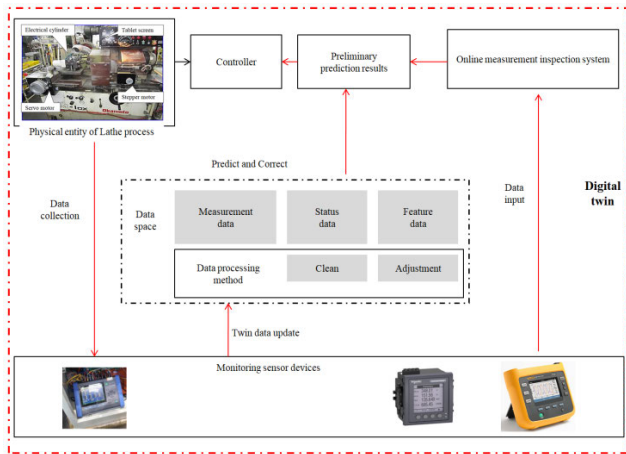 Electrical cylinder
Tablet screen
Servo motor
Stepper motor
Physical entity of Lathe process
Controller
Preliminary
prediction results
Online measurement inspection system
Predict and Correct
Data
collection
Data
space
Measurement
data
Status
data
Feature
data
Data processing
method
Clean
Adjustment
Data
input
Digital
twin
Twin data update
Monitoring sensor devices